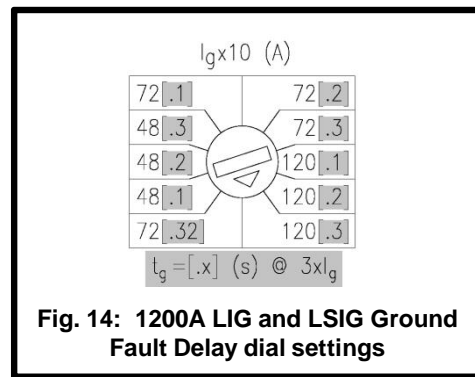 Igx10 (A)
72[.1] 72[.2]
48[.3] 72[.3]
48[.2] 120[.1]
48[.1] 120[.2]
72[.32] 120[.3]
tg=[.x] (s) @ 3xIg
Fig. 14: 1200A LIG and LSIG Ground
Fault Delay dial settings